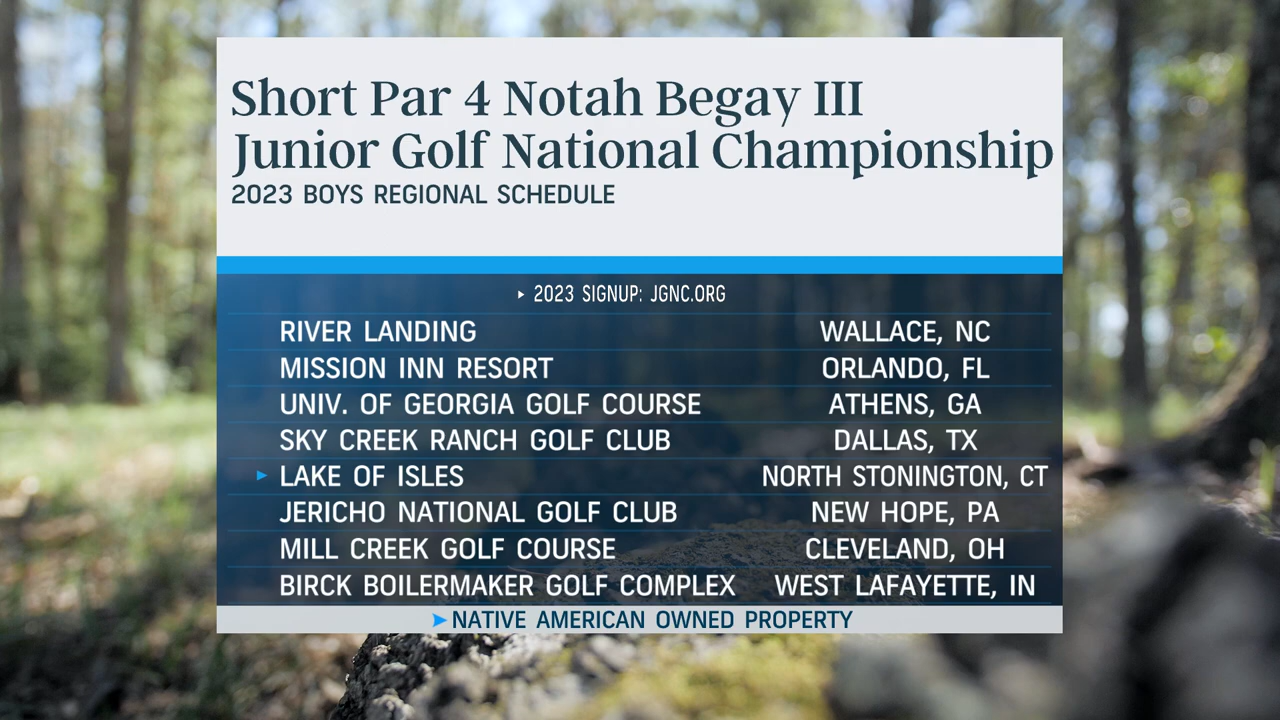 Short Par 4 Notah Begay III
Junior Golf National Championship
2023 BOYS REGIONAL SCHEDULE
▸ 2023 SIGNUP: JGNC.ORG
RIVER LANDING WALLACE, NC
MISSION INN RESORT ORLANDO, FL
UNIV. OF GEORGIA GOLF COURSE ATHENS, GA
SKY CREEK RANCH GOLF CLUB DALLAS, TX
▸ LAKE OF ISLES NORTH STONINGTON, CT
JERICHO NATIONAL GOLF CLUB NEW HOPE, PA
MILL CREEK GOLF COURSE CLEVELAND, OH
BIRCK BOILERMAKER GOLF COMPLEX WEST LAFAYETTE, IN
➤NATIVE AMERICAN OWNED PROPERTY